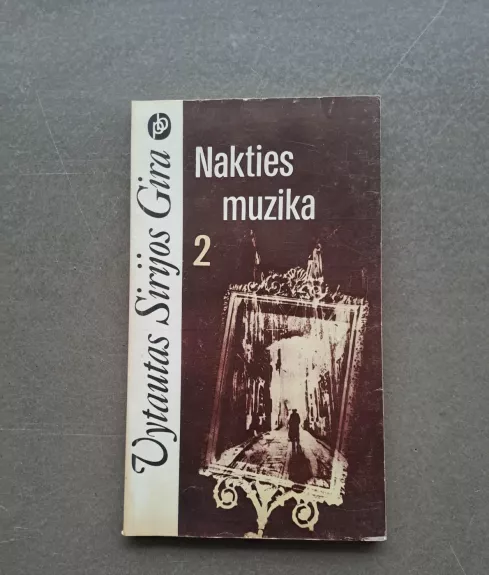 Vytautas Sirijos Gira
Nakties
muzika
2